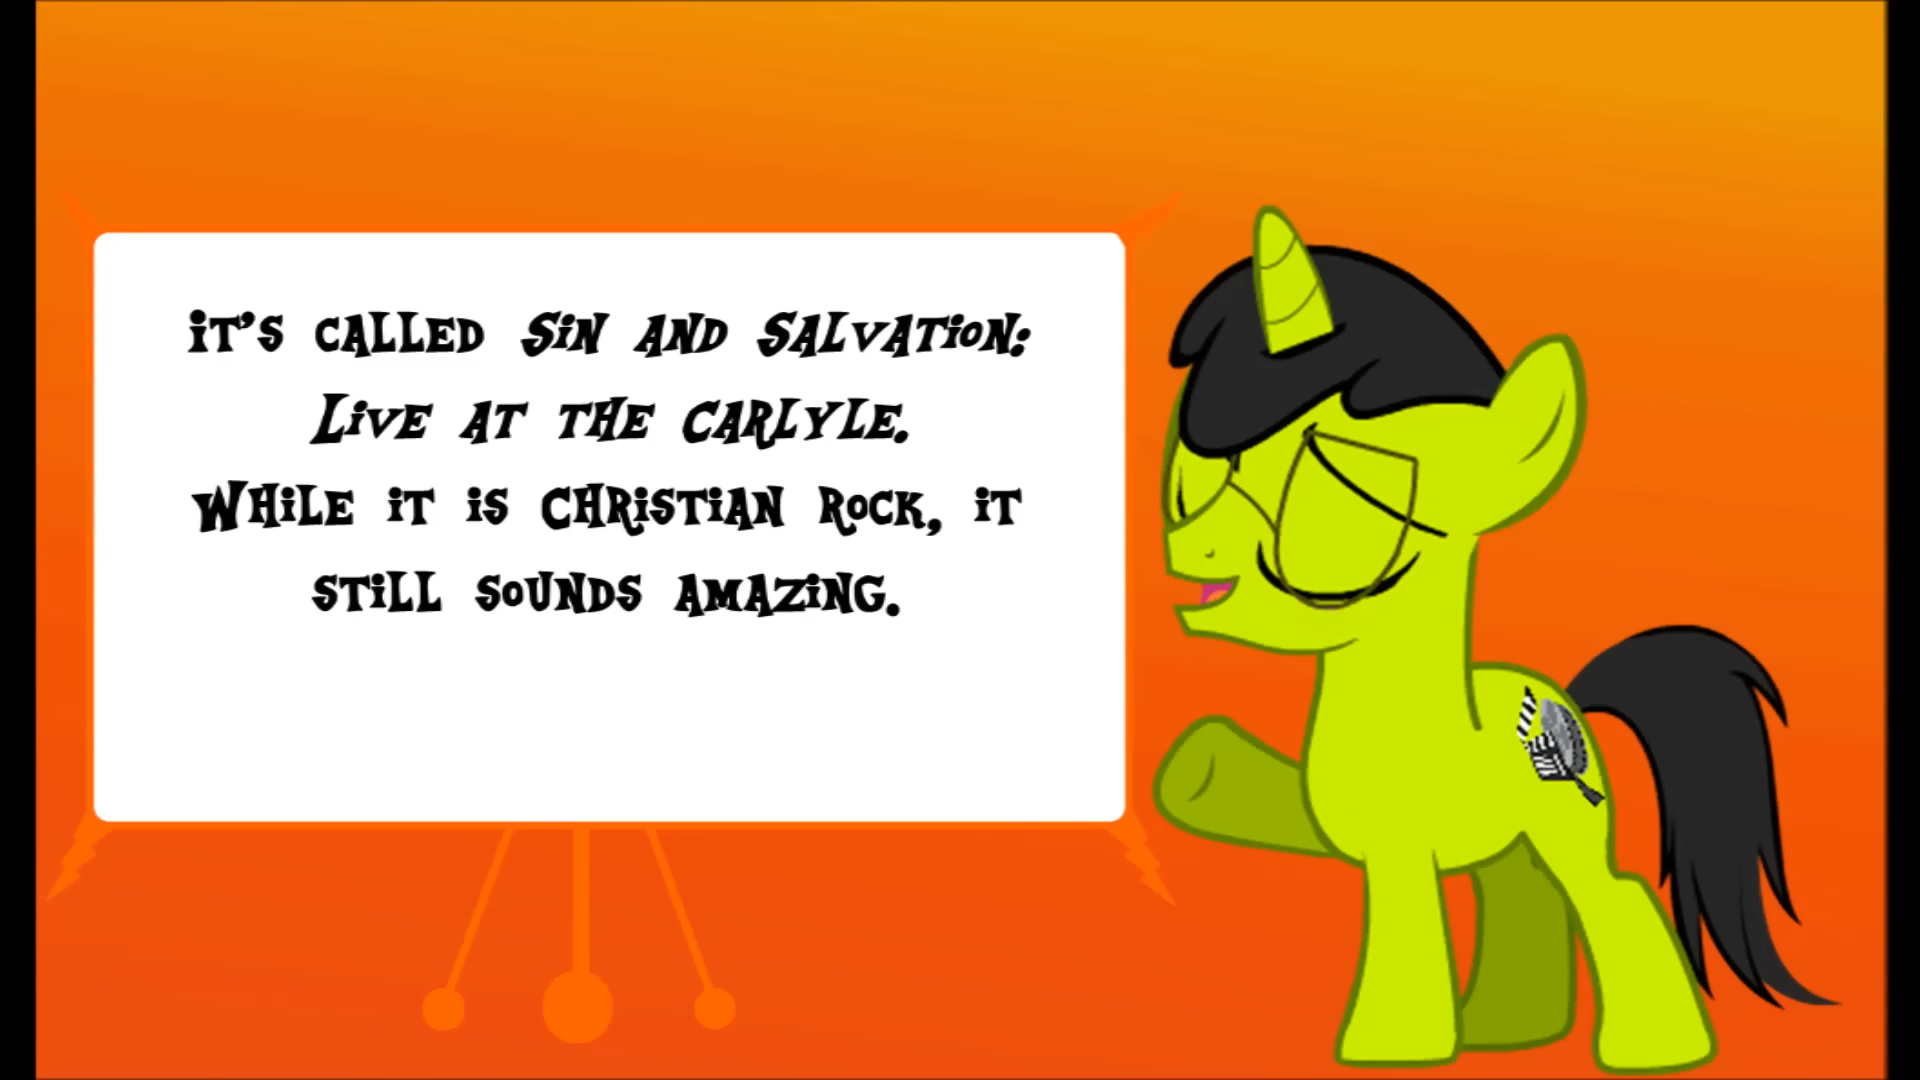 It's called Sin and Salvation:
Live at the Carlyle.
While it is Christian rock, it
still sounds amazing.